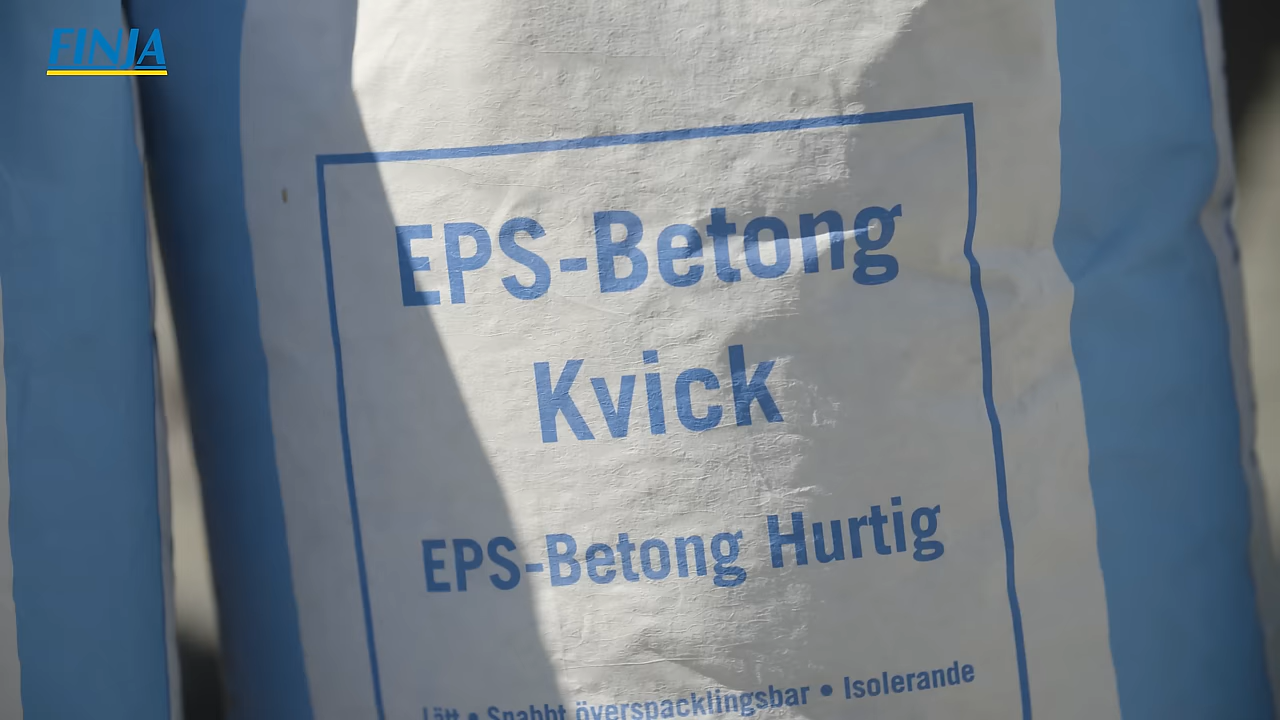 FINJA
EPS-Betong
Kvick
EPS-Betong Hurtig
Lätt • Snabbt överspacklingsbar • Isolerande